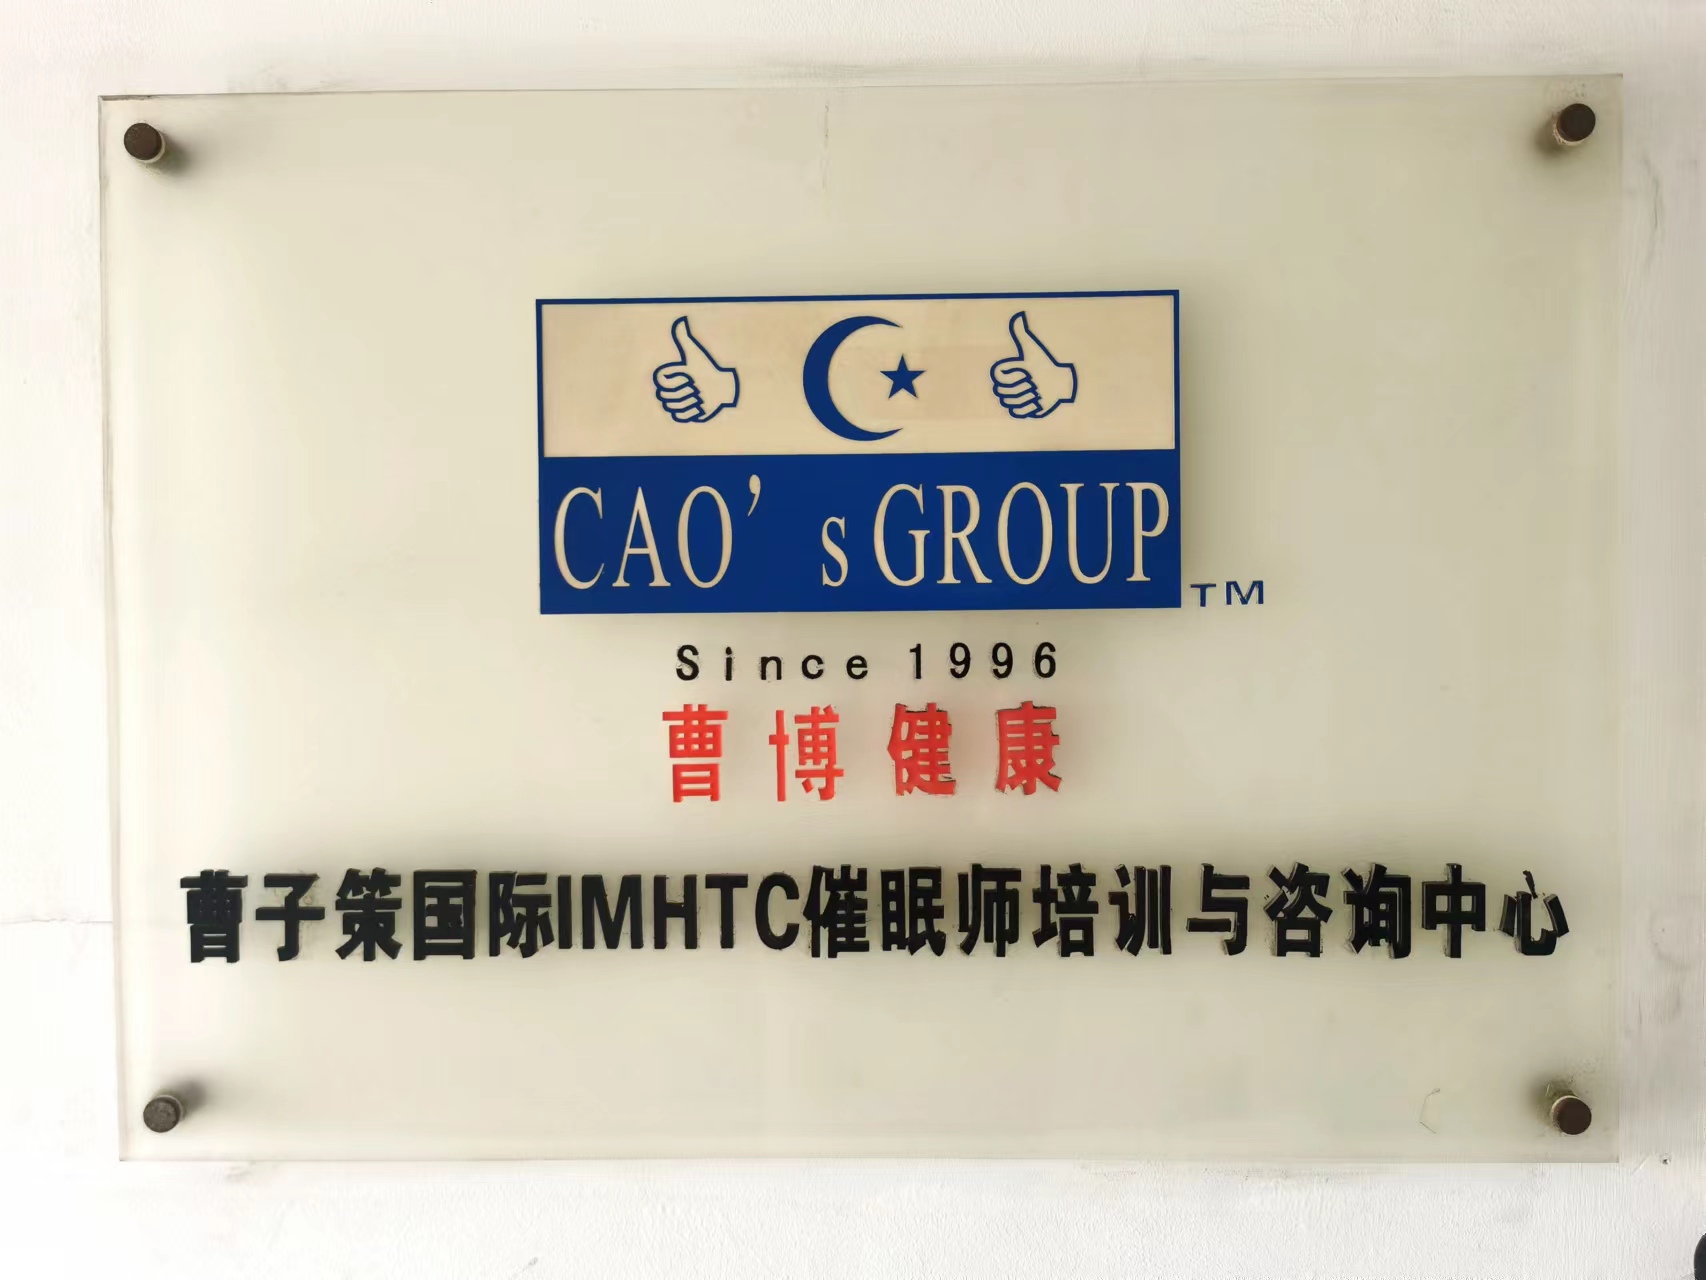 CAO's GROUP
TM
Since 1996
曹博健康
曹子策国际IMHTC催眠师培训与咨询中心